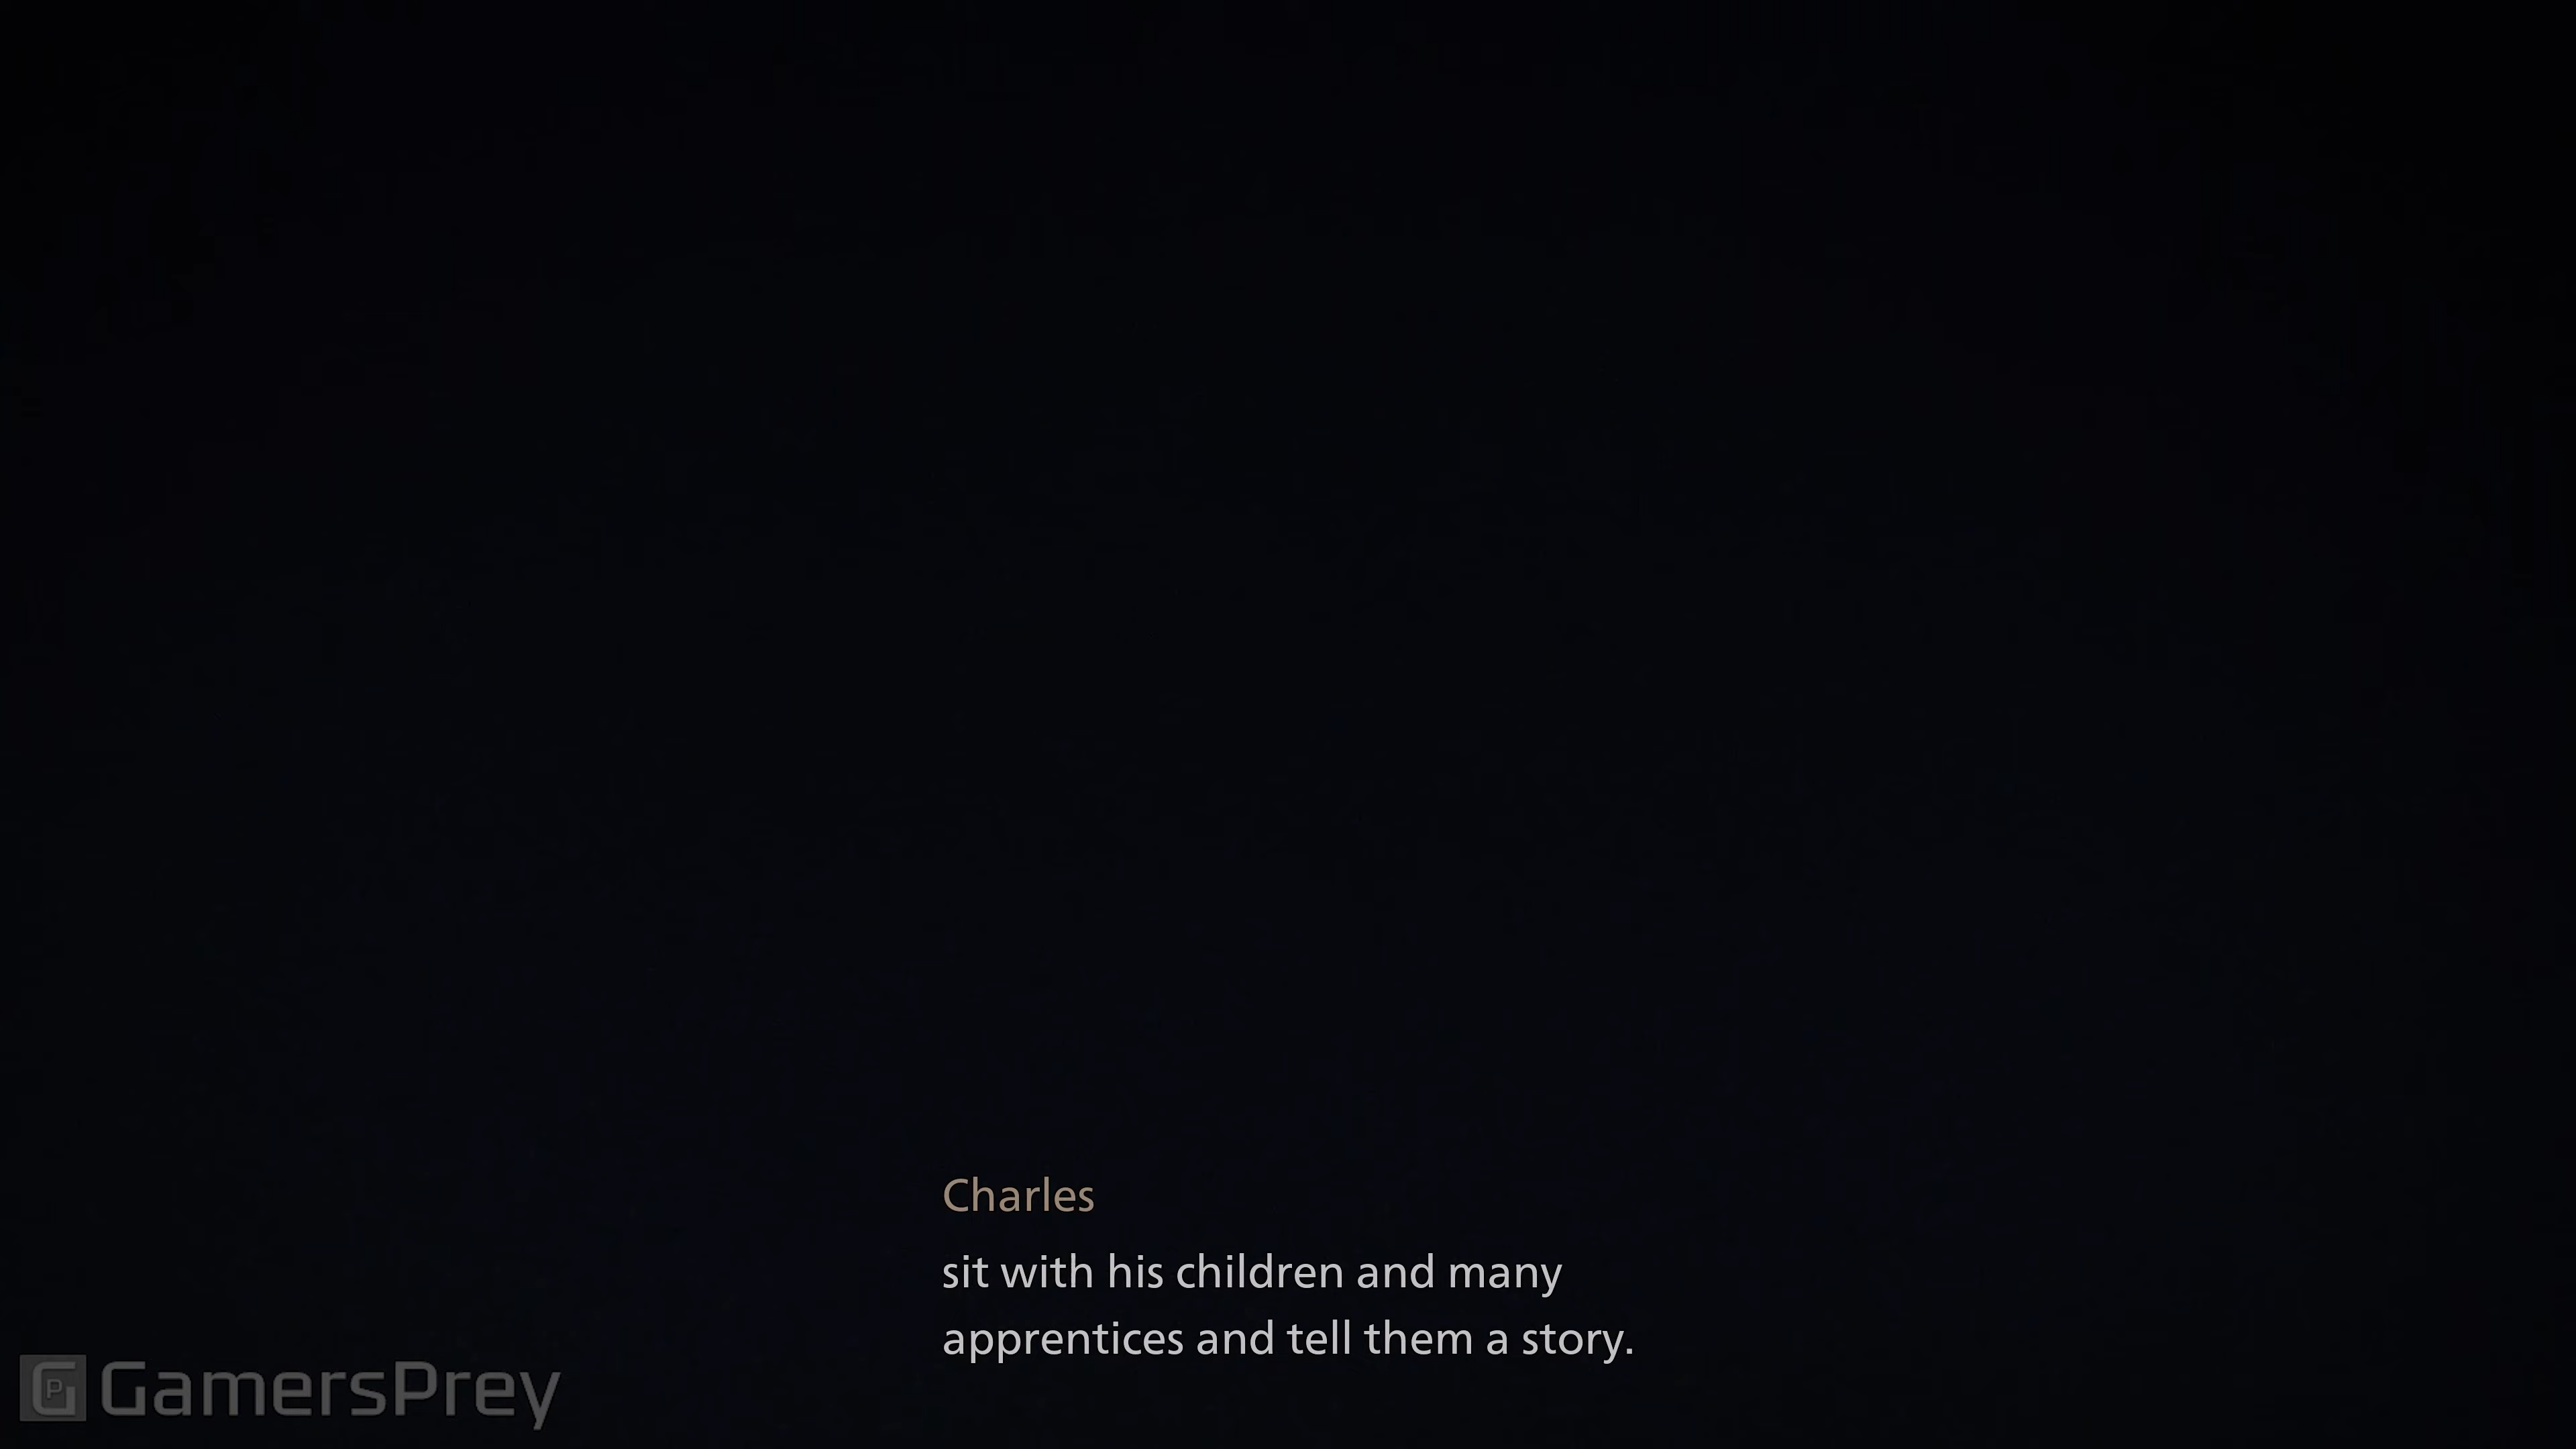 Charles
sit with his children and many
apprentices and tell them a story.
GamersPrey